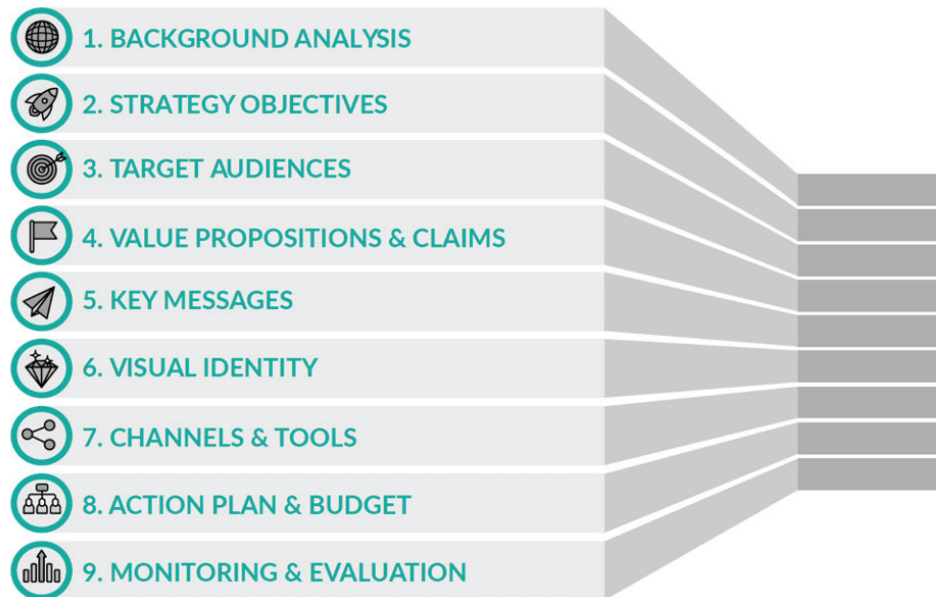 1. BACKGROUND ANALYSIS
2. STRATEGY OBJECTIVES
3. TARGET AUDIENCES
4. VALUE PROPOSITIONS & CLAIMS
5. KEY MESSAGES
6. VISUAL IDENTITY
7. CHANNELS & TOOLS
8. ACTION PLAN & BUDGET
9. MONITORING & EVALUATION